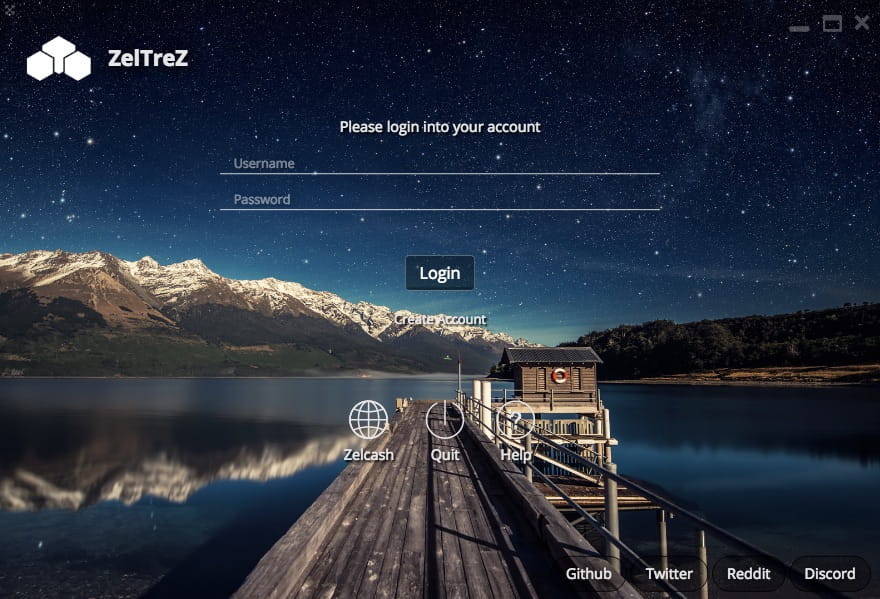 ZelTreZ
Please login into your account
Username
Password
Login
Create Account
Zelcash Quit Help
Github Twitter Reddit Discord